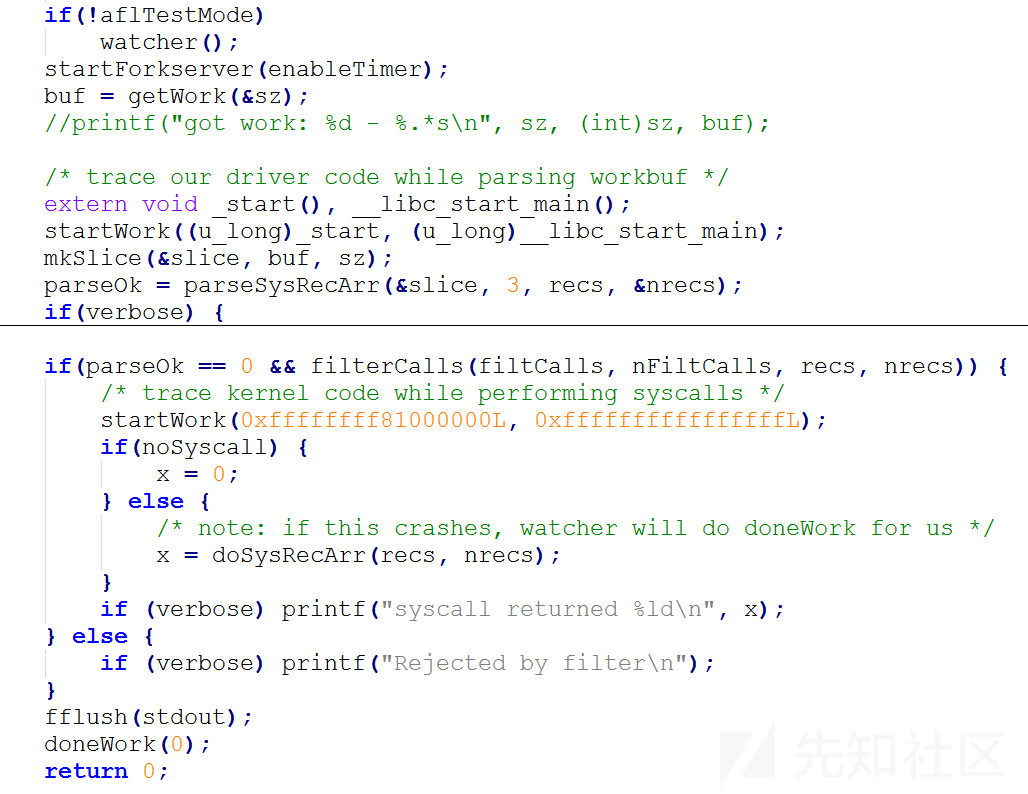 if(!aflTestMode)
    watcher();
startForkserver(enableTimer);
buf = getWork(&sz);
//printf("got work: %d - %.*s\n", sz, (int)sz, buf);

/* trace our driver code while parsing workbuf */
extern void _start(), __libc_start_main();
startWork((u_long)_start, (u_long)__libc_start_main);
mkSlice(&slice, buf, sz);
parseOk = parseSysRecArr(&slice, 3, recs, &nrecs);
if(verbose) {

if(parseOk == 0 && filterCalls(filtCalls, nFiltCalls, recs, nrecs)) {
    /* trace kernel code while performing syscalls */
    startWork(0xffffffff81000000L, 0xffffffffffffffffL);
    if(noSyscall) {
        x = 0;
    } else {
        /* note: if this crashes, watcher will do doneWork for us */
        x = doSysRecArr(recs, nrecs);
    }
    if (verbose) printf("syscall returned %ld\n", x);
} else {
    if (verbose) printf("Rejected by filter\n");
}
fflush(stdout);
doneWork(0);
return 0;
先知社区